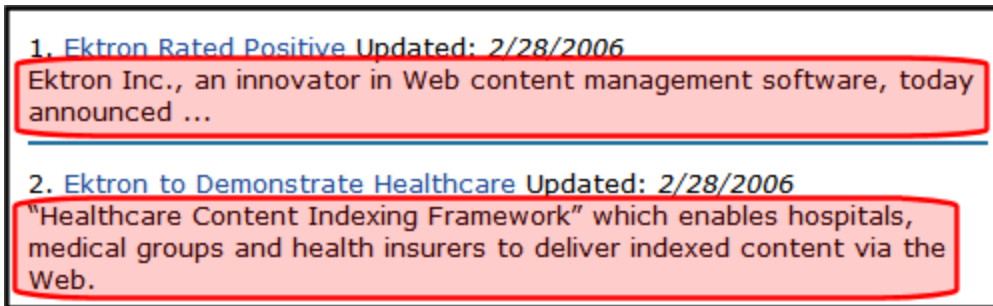 1. Ektron Rated Positive Updated: 2/28/2006
Ektron Inc., an innovator in Web content management software, today
announced ...
2. Ektron to Demonstrate Healthcare Updated: 2/28/2006
“Healthcare Content Indexing Framework” which enables hospitals,
medical groups and health insurers to deliver indexed content via the
Web.